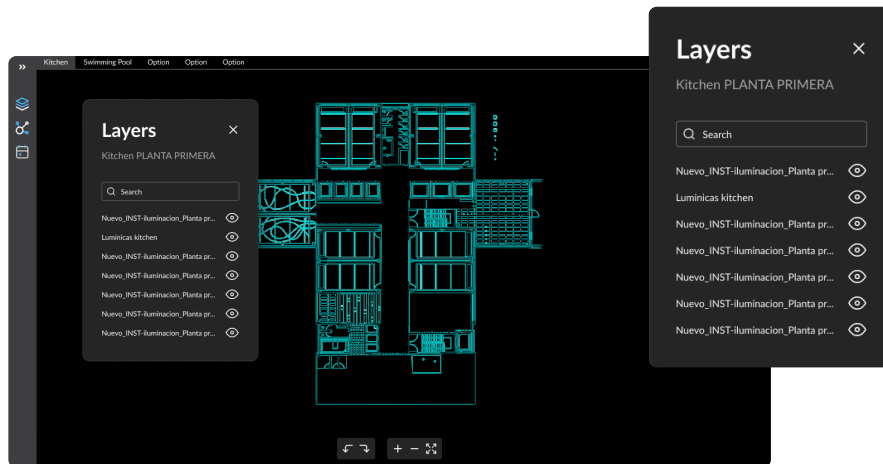 Kitchen Swimming Pool Option Option Option
Layers
Kitchen PLANTA PRIMERA
Search
Nuevo_INST-iluminacion_Planta pr...
Luminicas kitchen
Nuevo_INST-iluminacion_Planta pr...
Nuevo_INST-iluminacion_Planta pr...
Nuevo_INST-iluminacion_Planta pr...
Nuevo_INST-iluminacion_Planta pr...
Nuevo_INST-iluminacion_Planta pr...
Layers
Kitchen PLANTA PRIMERA
Search
Nuevo_INST-iluminacion_Planta pr...
Luminicas kitchen
Nuevo_INST-iluminacion_Planta pr...
Nuevo_INST-iluminacion_Planta pr...
Nuevo_INST-iluminacion_Planta pr...
Nuevo_INST-iluminacion_Planta pr...
Nuevo_INST-iluminacion_Planta pr...